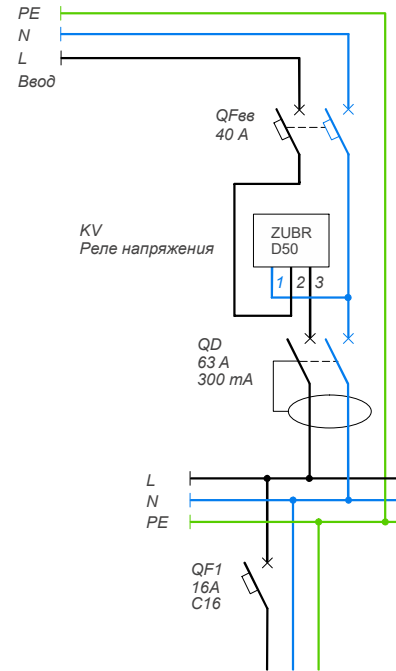 PE
N
L
Ввод
QFвв
40 A
KV
Реле напряжения
ZUBR
D50
1 2 3
QD
63 A
300 mA
L
N
PE
QF1
16A
C16